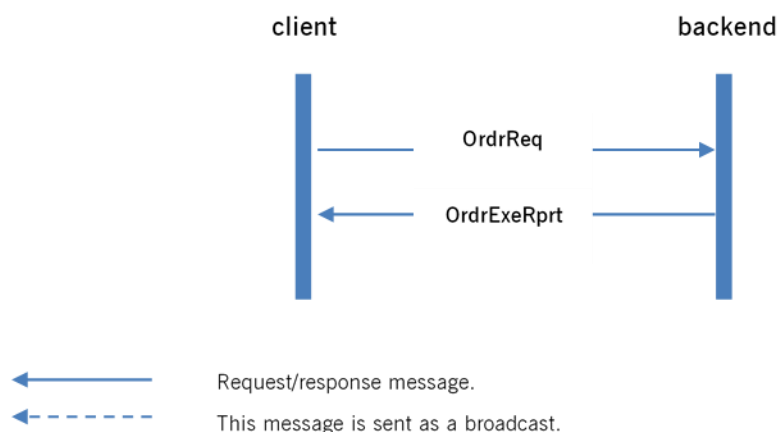 client
backend
OrdrReq
OrdrExeRprt
Request/response message.
This message is sent as a broadcast.